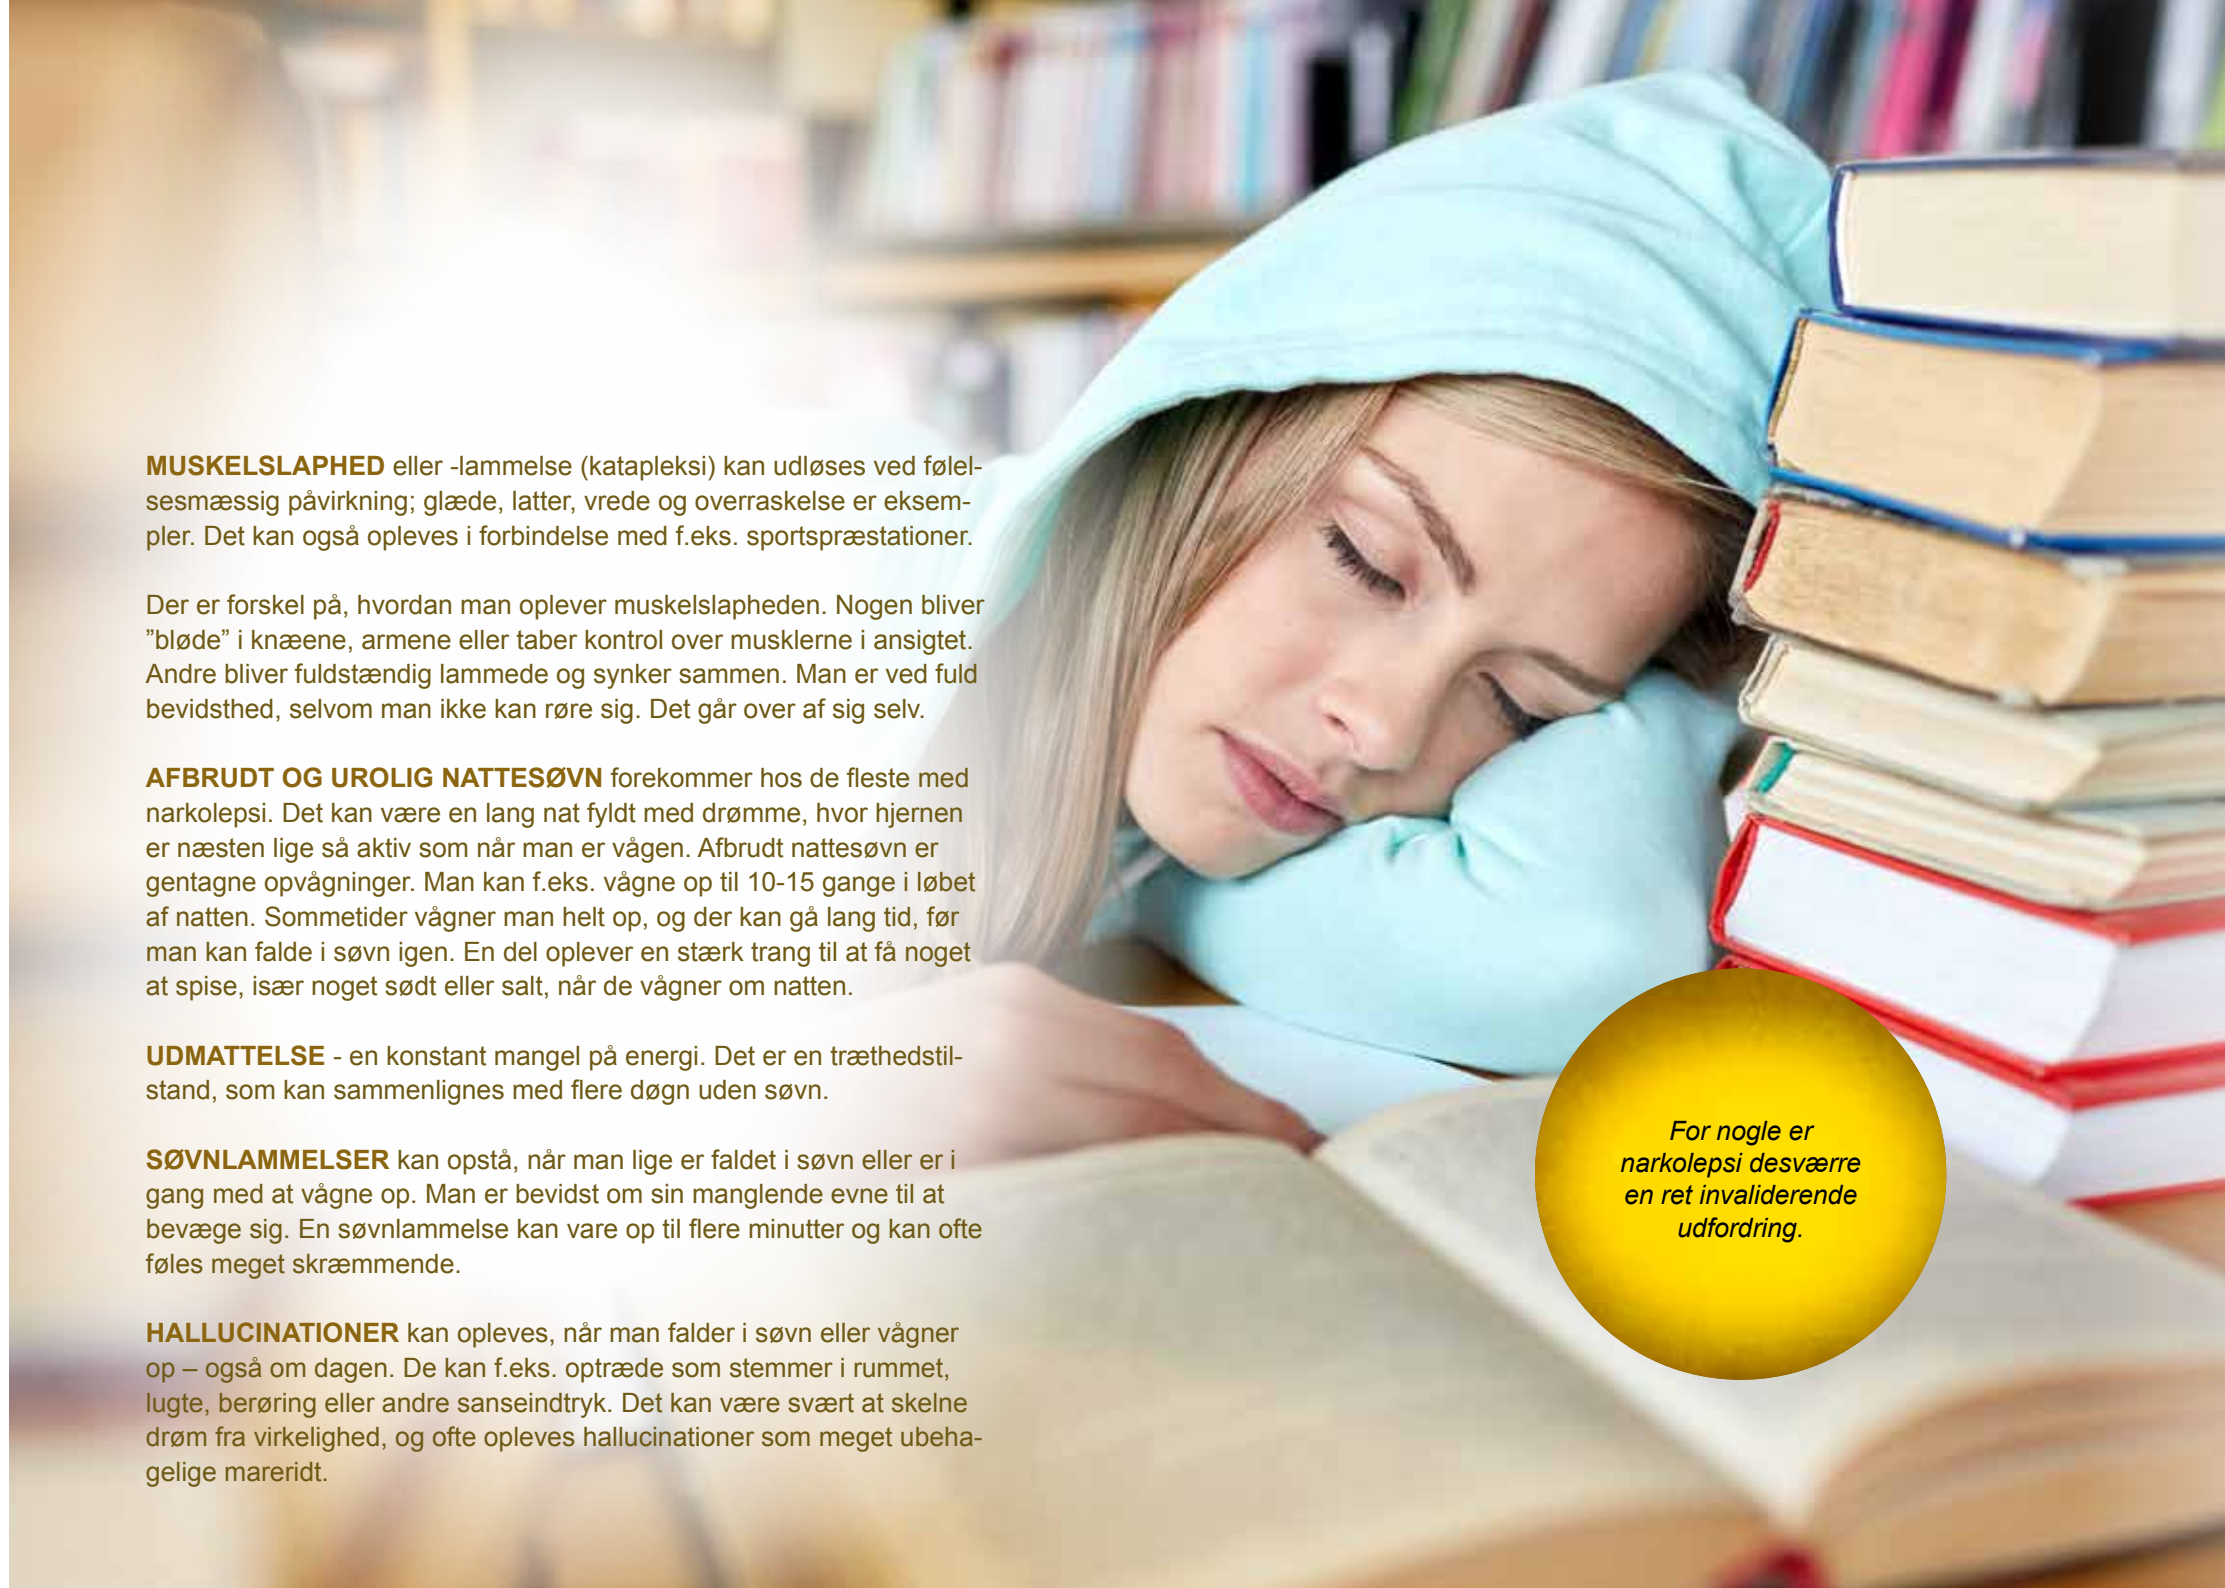 MUSKELSLAPHED eller -lammelse (katapleksi) kan udløses ved følel-
sesmæssig påvirkning; glæde, latter, vrede og overraskelse er eksem-
pler. Det kan også opleves i forbindelse med f.eks. sportspræstationer.
Der er forskel på, hvordan man oplever muskelslapheden. Nogen bliver
”bløde” i knæene, armene eller taber kontrol over musklerne i ansigtet.
Andre bliver fuldstændig lammede og synker sammen. Man er ved fuld
bevidsthed, selvom man ikke kan røre sig. Det går over af sig selv.
AFBRUDT OG UROLIG NATTESØVN forekommer hos de fleste med
narkolepsi. Det kan være en lang nat fyldt med drømme, hvor hjernen
er næsten lige så aktiv som når man er vågen. Afbrudt nattesøvn er
gentagne opvågninger. Man kan f.eks. vågne op til 10-15 gange i løbet
af natten. Sommetider vågner man helt op, og der kan gå lang tid, før
man kan falde i søvn igen. En del oplever en stærk trang til at få noget
at spise, især noget sødt eller salt, når de vågner om natten.
UDMATTELSE - en konstant mangel på energi. Det er en træthedstil-
stand, som kan sammenlignes med flere døgn uden søvn.
SØVNLAMMELSER kan opstå, når man lige er faldet i søvn eller er i
gang med at vågne op. Man er bevidst om sin manglende evne til at
bevæge sig. En søvnlammelse kan vare op til flere minutter og kan ofte
føles meget skræmmende.
HALLUCINATIONER kan opleves, når man falder i søvn eller vågner
op – også om dagen. De kan f.eks. optræde som stemmer i rummet,
lugte, berøring eller andre sanseindtryk. Det kan være svært at skelne
drøm fra virkelighed, og ofte opleves hallucinationer som meget ubeha-
gelige mareridt.
For nogle er
narkolepsi desværre
en ret invaliderende
udfordring.